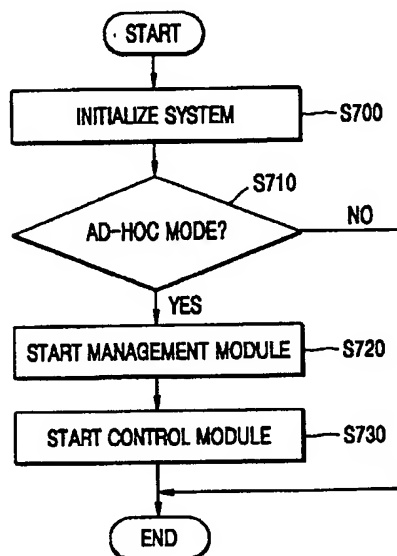 START
INITIALIZE SYSTEM
S700
S710
AD-HOC MODE?
NO
YES
START MANAGEMENT MODULE
S720
START CONTROL MODULE
S730
END